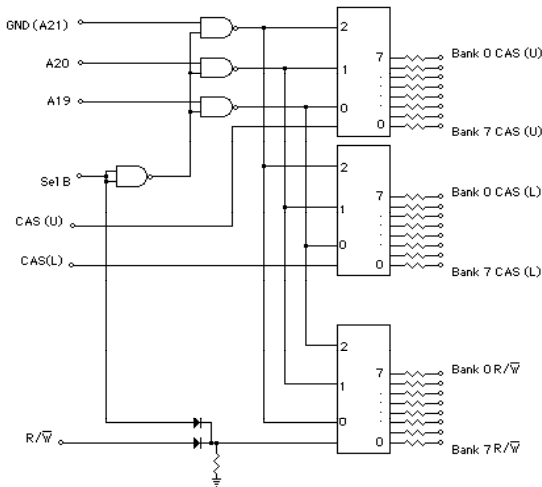 GND (A21)
A20
A19
Sel B
CAS (U)
CAS(L)
R/W̅
2
1
0
7
0
Bank 0 CAS (U)
Bank 7 CAS (U)
2
1
0
7
0
Bank 0 CAS (L)
Bank 7 CAS (L)
2
1
0
7
0
Bank 0 R/W̅
Bank 7 R/W̅